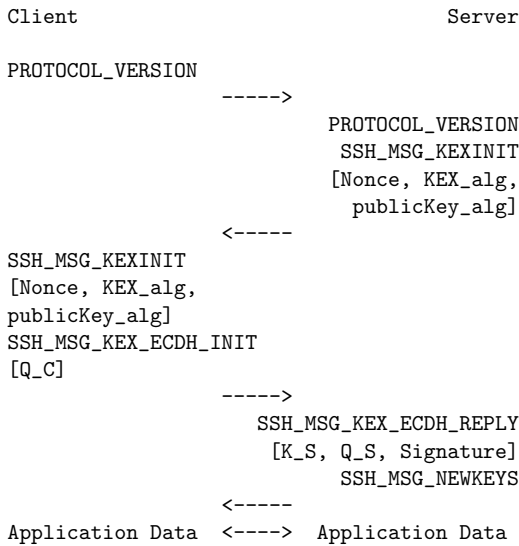 Client Server
PROTOCOL_VERSION
----->
PROTOCOL_VERSION
SSH_MSG_KEXINIT
[Nonce, KEX_alg,
publicKey_alg]
<-----
SSH_MSG_KEXINIT
[Nonce, KEX_alg,
publicKey_alg]
SSH_MSG_KEX_ECDH_INIT
[Q_C]
----->
SSH_MSG_KEX_ECDH_REPLY
[K_S, Q_S, Signature]
SSH_MSG_NEWKEYS
<-----
Application Data <----> Application Data